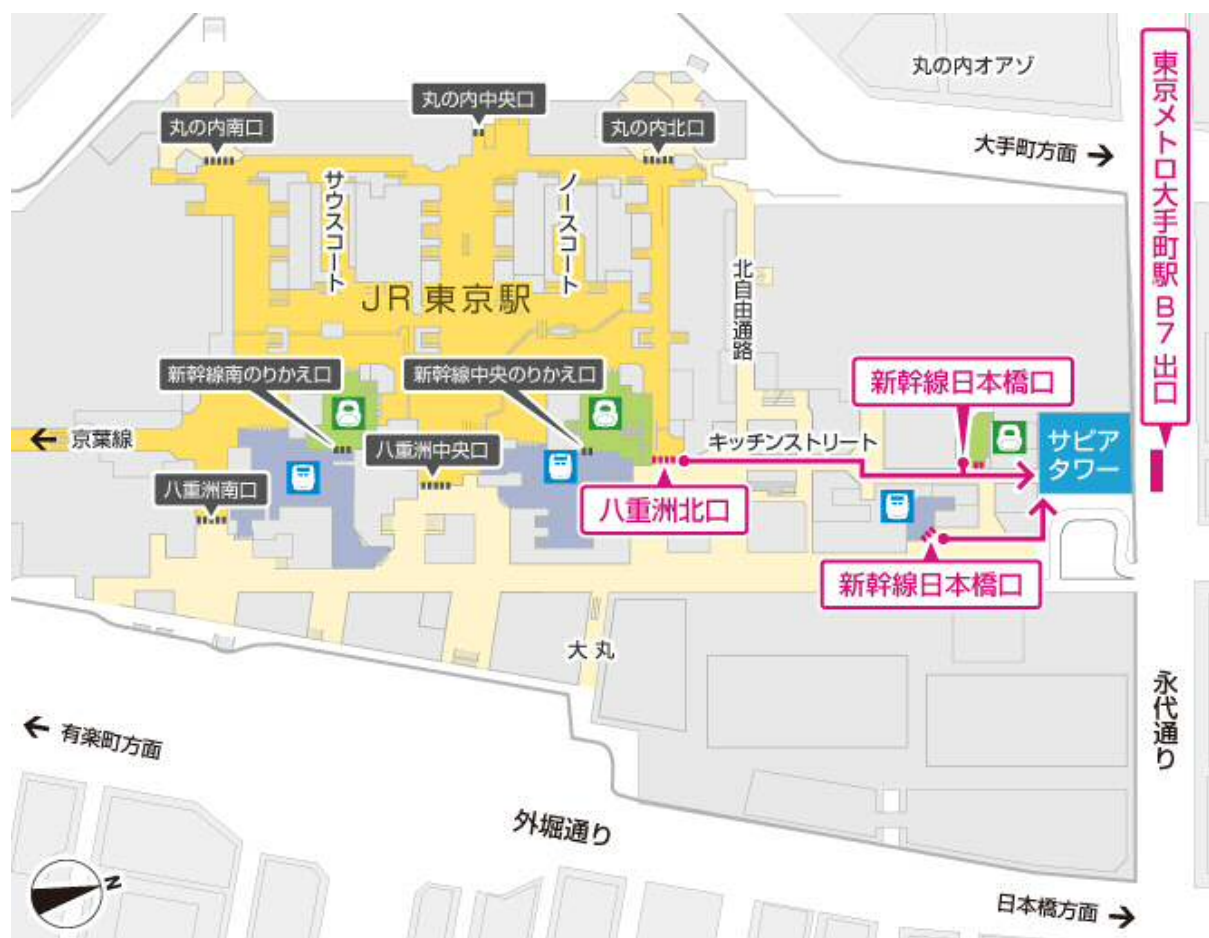 丸の内オアゾ
東京メトロ大手町駅 B7 出口
丸の内中央口
丸の内南口
丸の内北口
大手町方面
サウスコート
ノースコート
北自由通路
JR 東京駅
新幹線南のりかえ口
新幹線中央のりかえ口
新幹線日本橋口
京葉線
八重洲中央口
キッチンストリート
サピア
タワー
八重洲南口
八重洲北口
新幹線日本橋口
大丸
永代通り
有楽町方面
外堀通り
N
日本橋方面